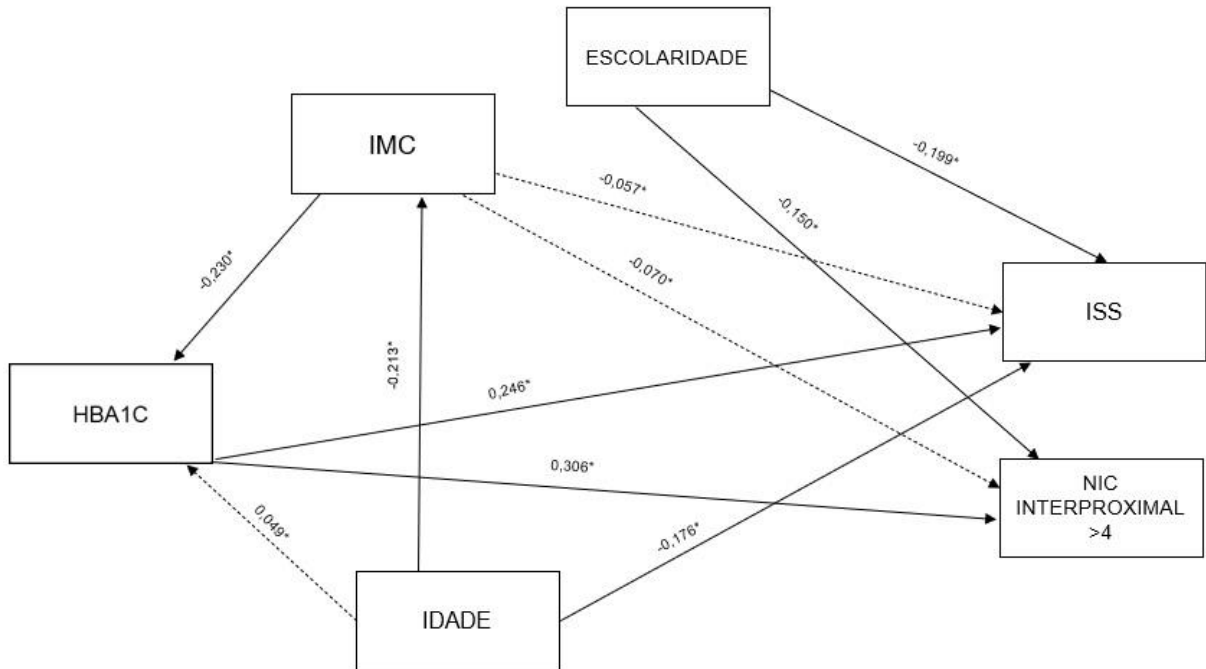 ESCOLARIDADE
IMC
-0,199*
-0,057*
-0,150*
-0,230*
-0,070*
ISS
-0,213*
0,246*
HBA1C
0,306*
NIC
INTERPROXIMAL
>4
0,049*
-0,176*
IDADE